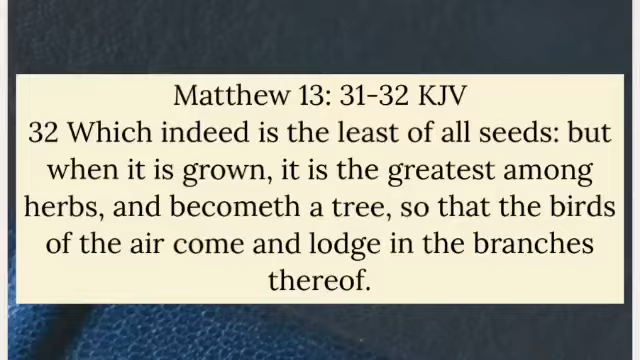 Matthew 13: 31-32 KJV
32 Which indeed is the least of all seeds: but
when it is grown, it is the greatest among
herbs, and becometh a tree, so that the birds
of the air come and lodge in the branches
thereof.